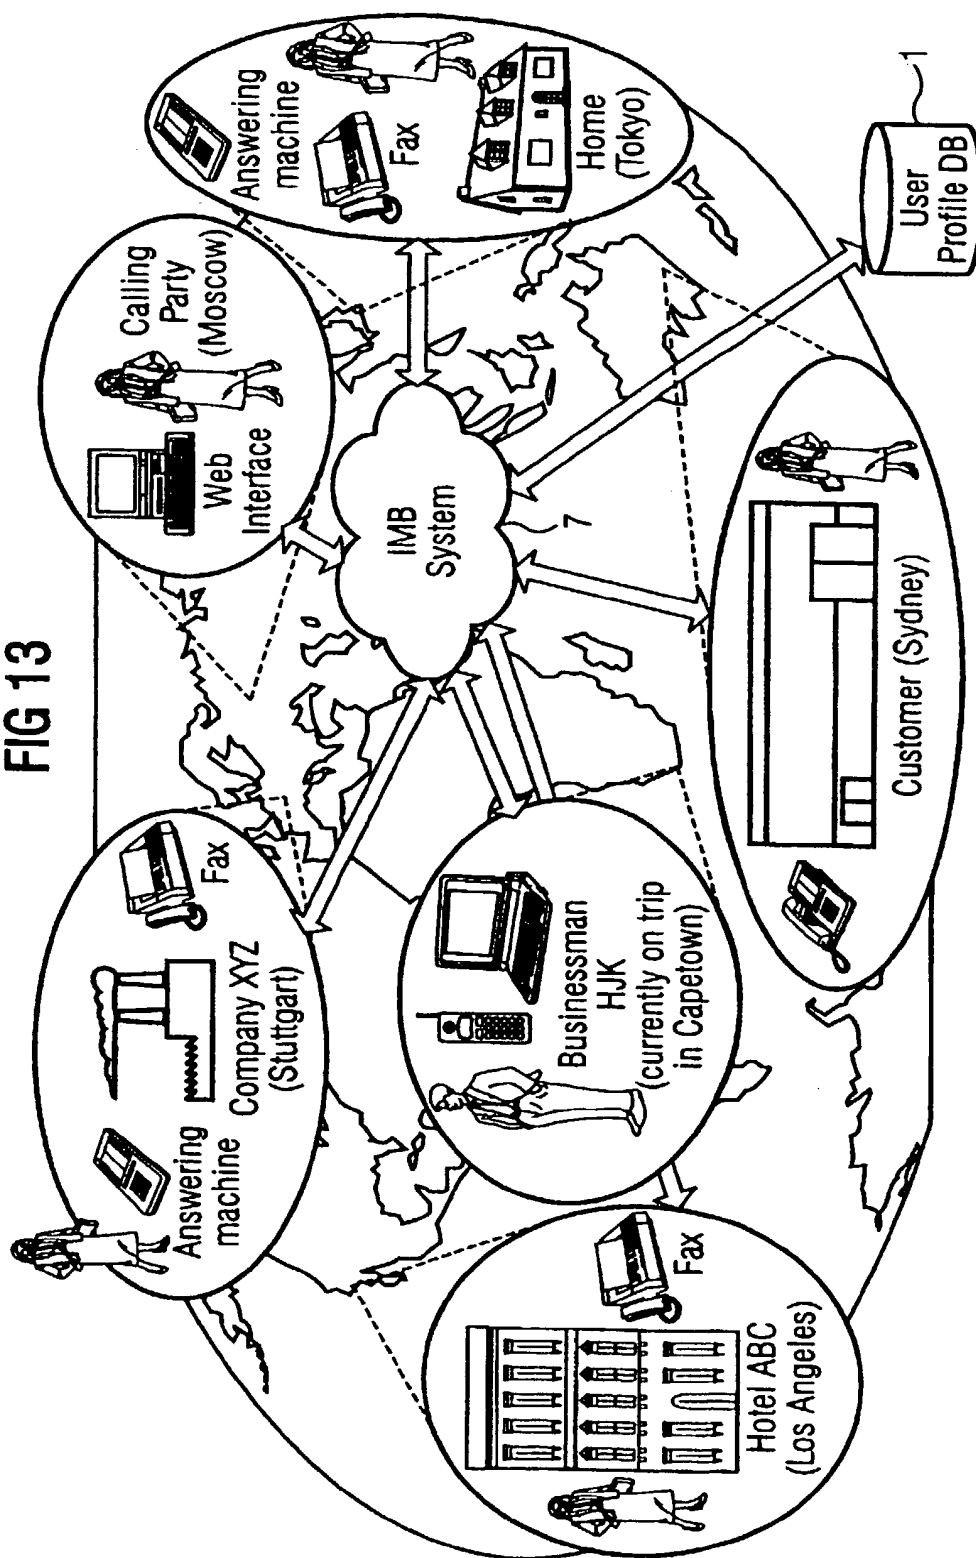 FIG 13
Answering
machine
Company XYZ
(Stuttgart)
Fax
Web
Interface
Calling
Party
(Moscow)
Answering
machine
Fax
Home
(Tokyo)
IMB
System
7
Hotel ABC
(Los Angeles)
Fax
Businessman
HJK
(currently on trip
in Capetown)
Customer (Sydney)
User
Profile DB
1